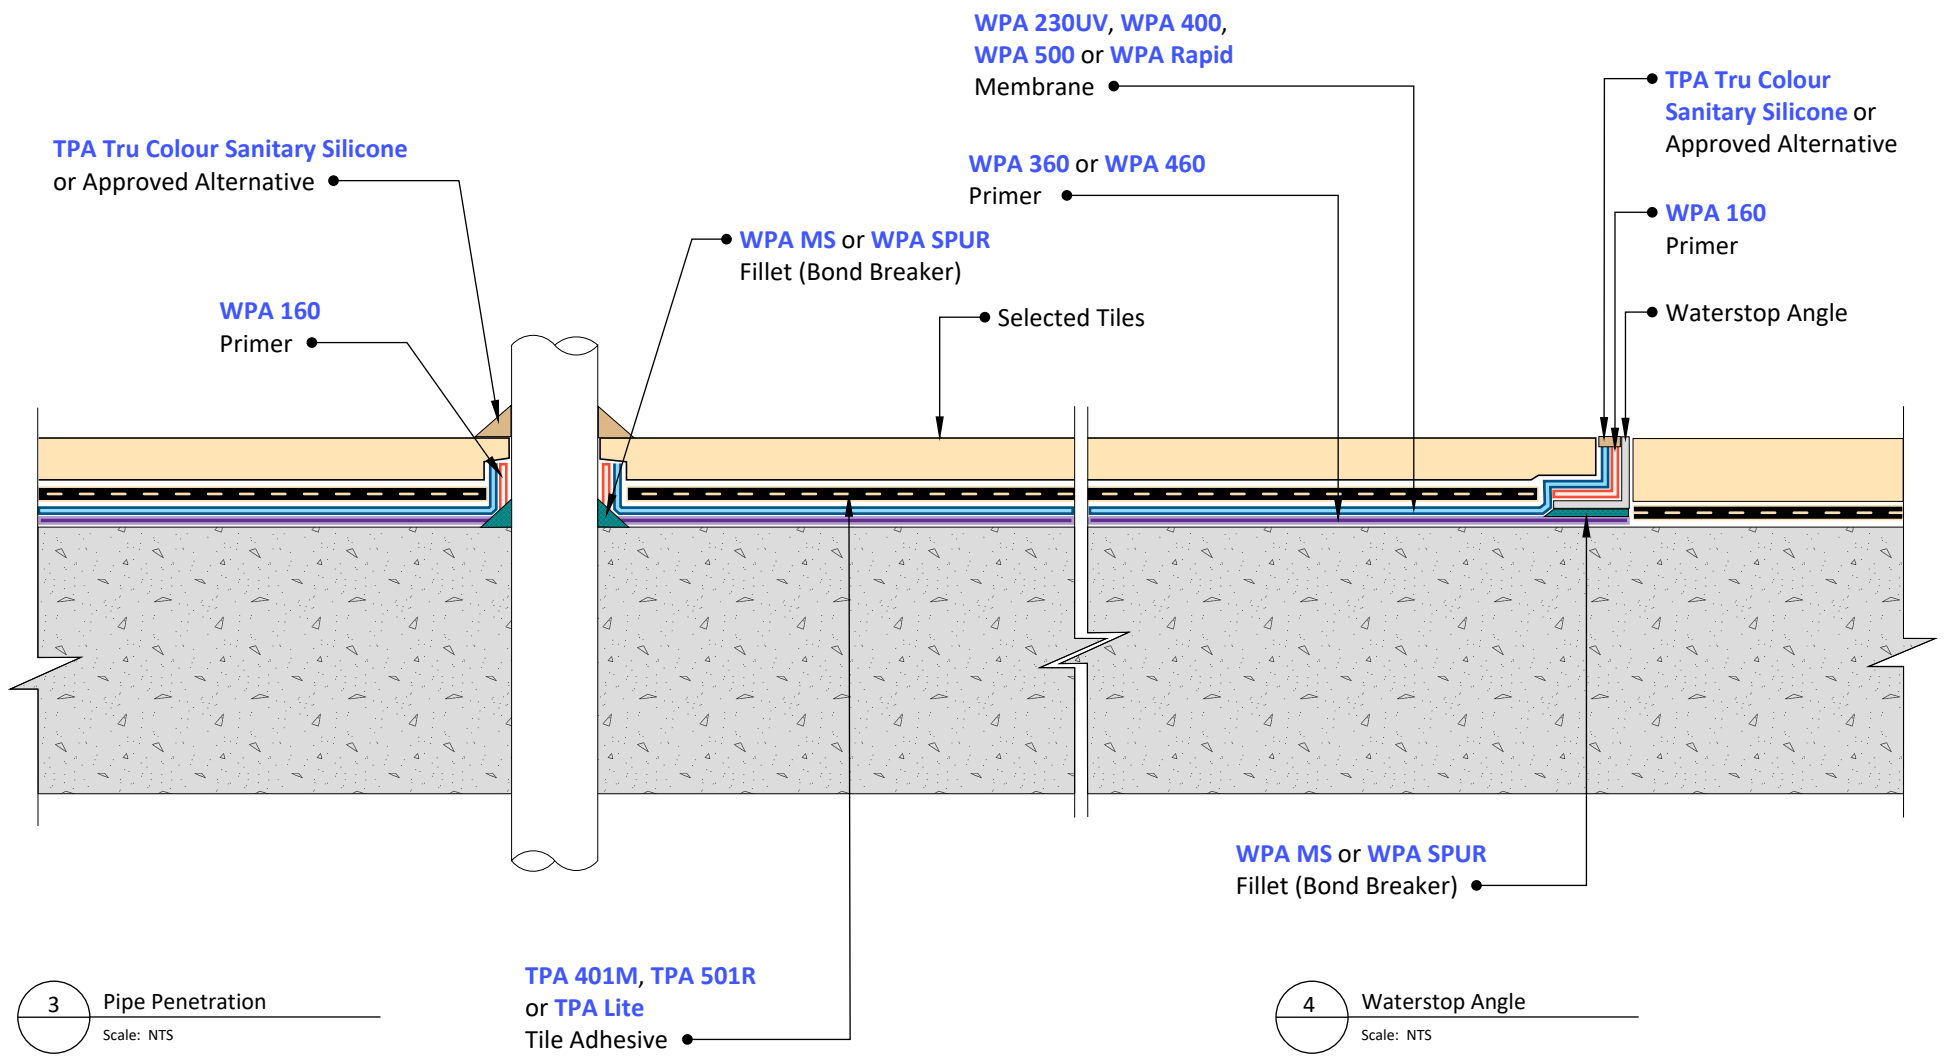 WPA 230UV, WPA 400,
WPA 500 or WPA Rapid
Membrane
TPA Tru Colour
Sanitary Silicone or
Approved Alternative
TPA Tru Colour Sanitary Silicone
or Approved Alternative
WPA 360 or WPA 460
Primer
WPA 160
Primer
WPA MS or WPA SPUR
Fillet (Bond Breaker)
WPA 160
Primer
Selected Tiles
Waterstop Angle
WPA MS or WPA SPUR
Fillet (Bond Breaker)
TPA 401M, TPA 501R
or TPA Lite
Tile Adhesive
3
Pipe Penetration
Scale: NTS
4
Waterstop Angle
Scale: NTS